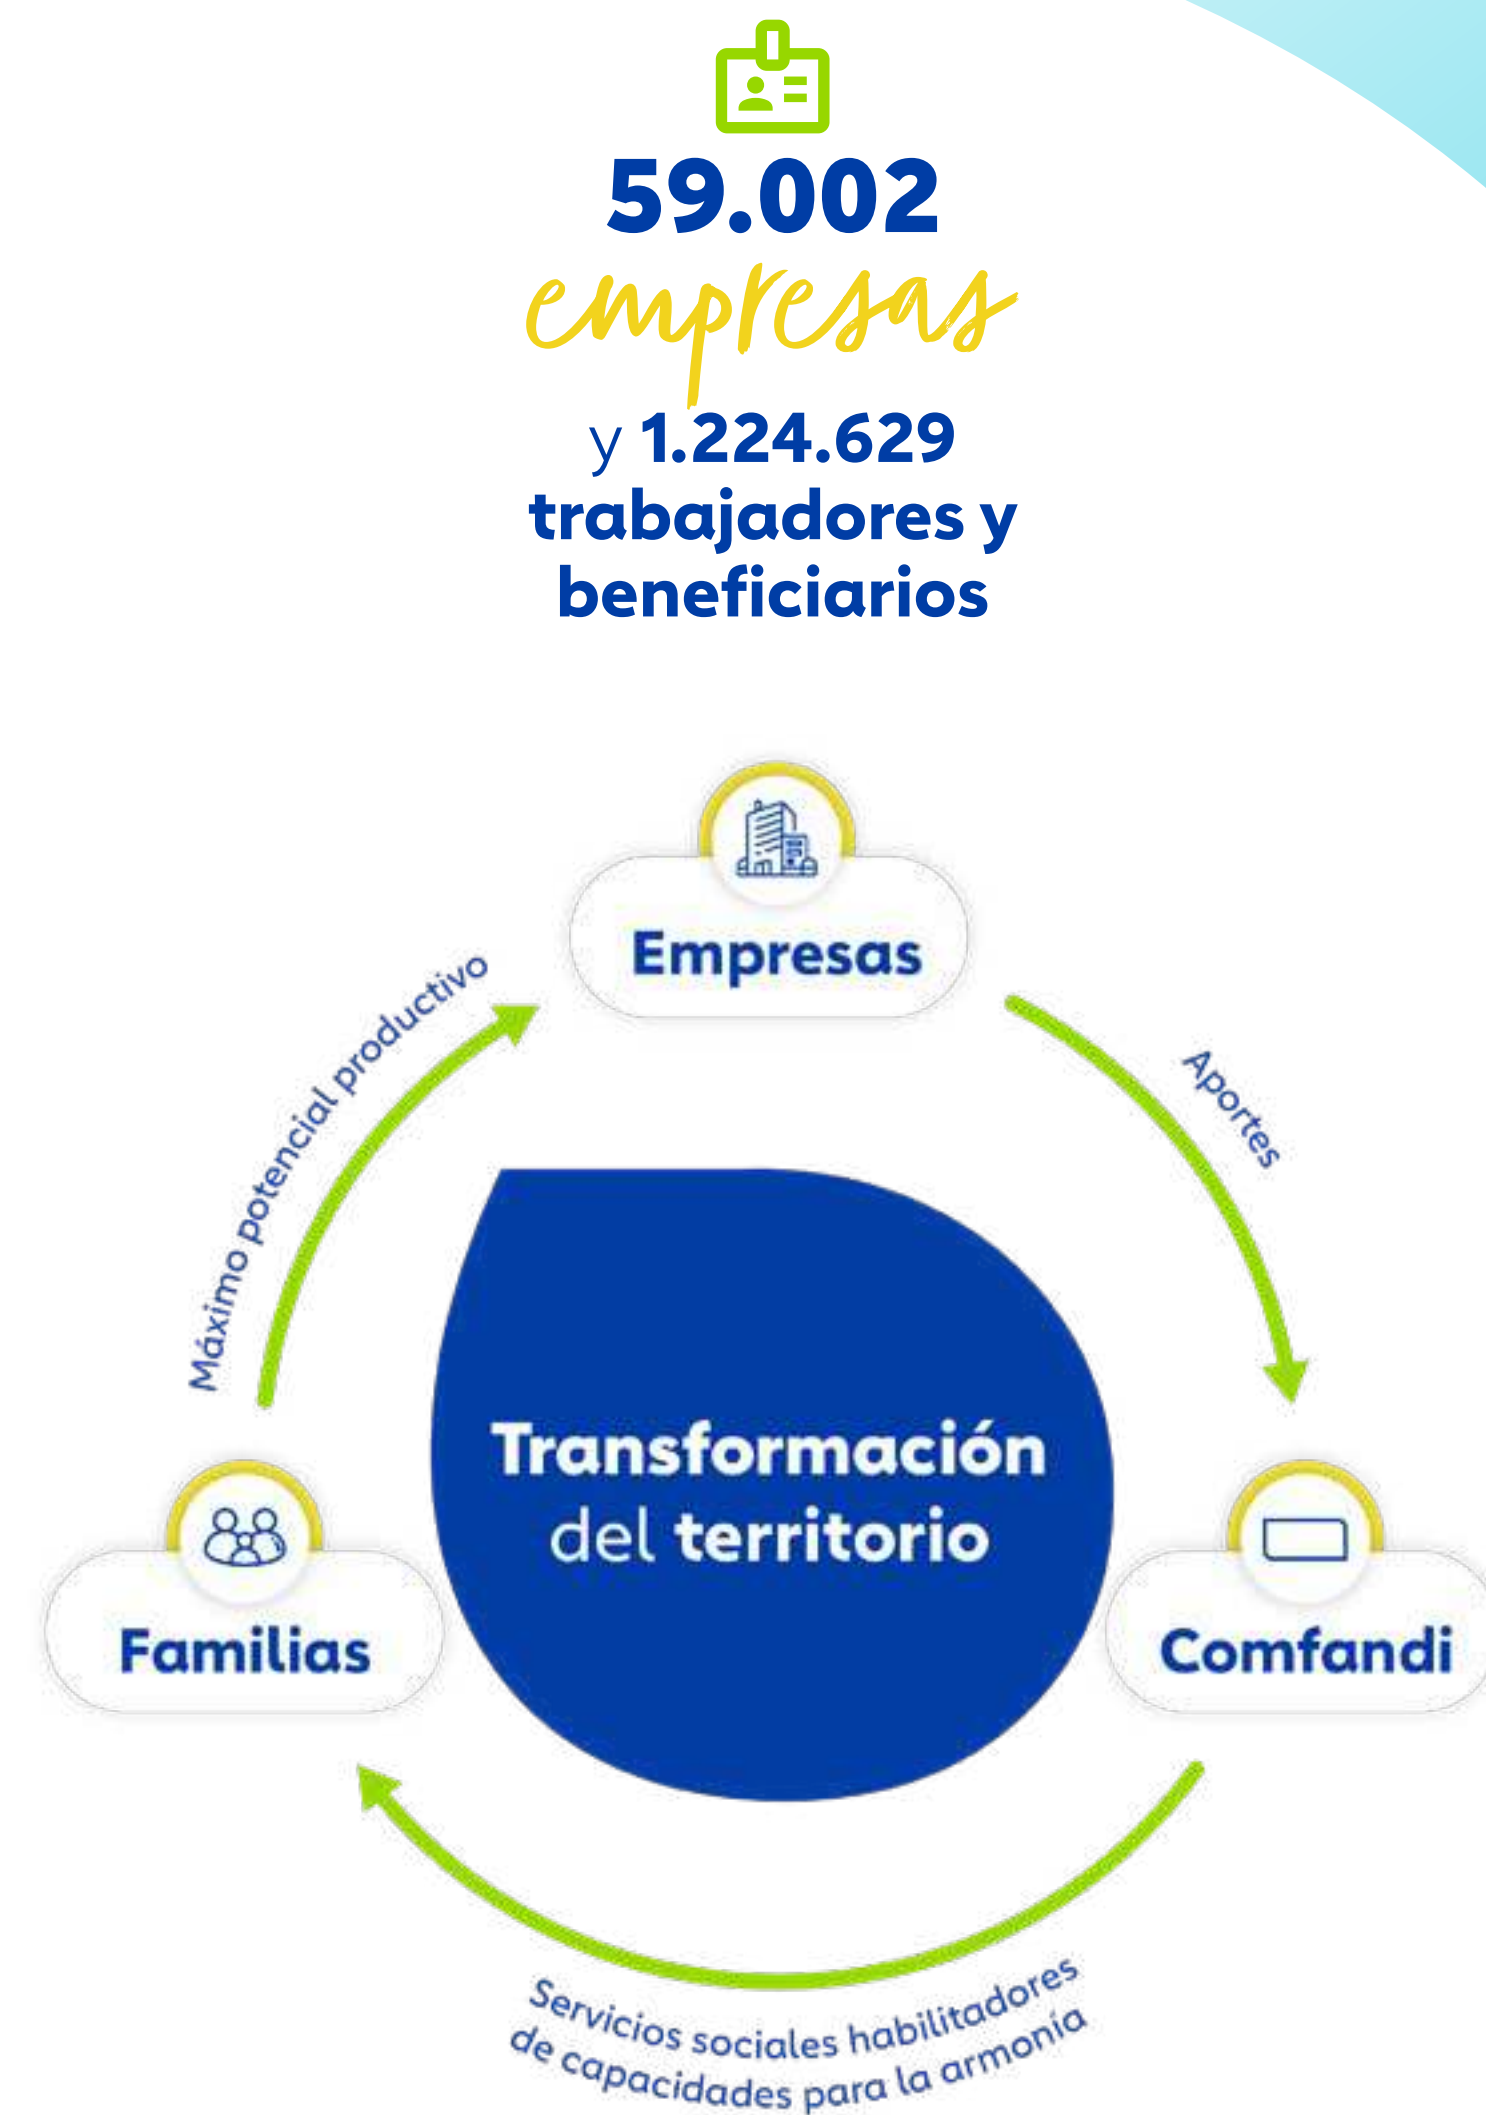 59.002
empresas
y 1.224.629
trabajadores y
beneficiarios
Empresas
Máximo potencial productivo
Aportes
Transformación
del territorio
Familias
Comfandi
Servicios sociales habilitadores
de capacidades para la armonía